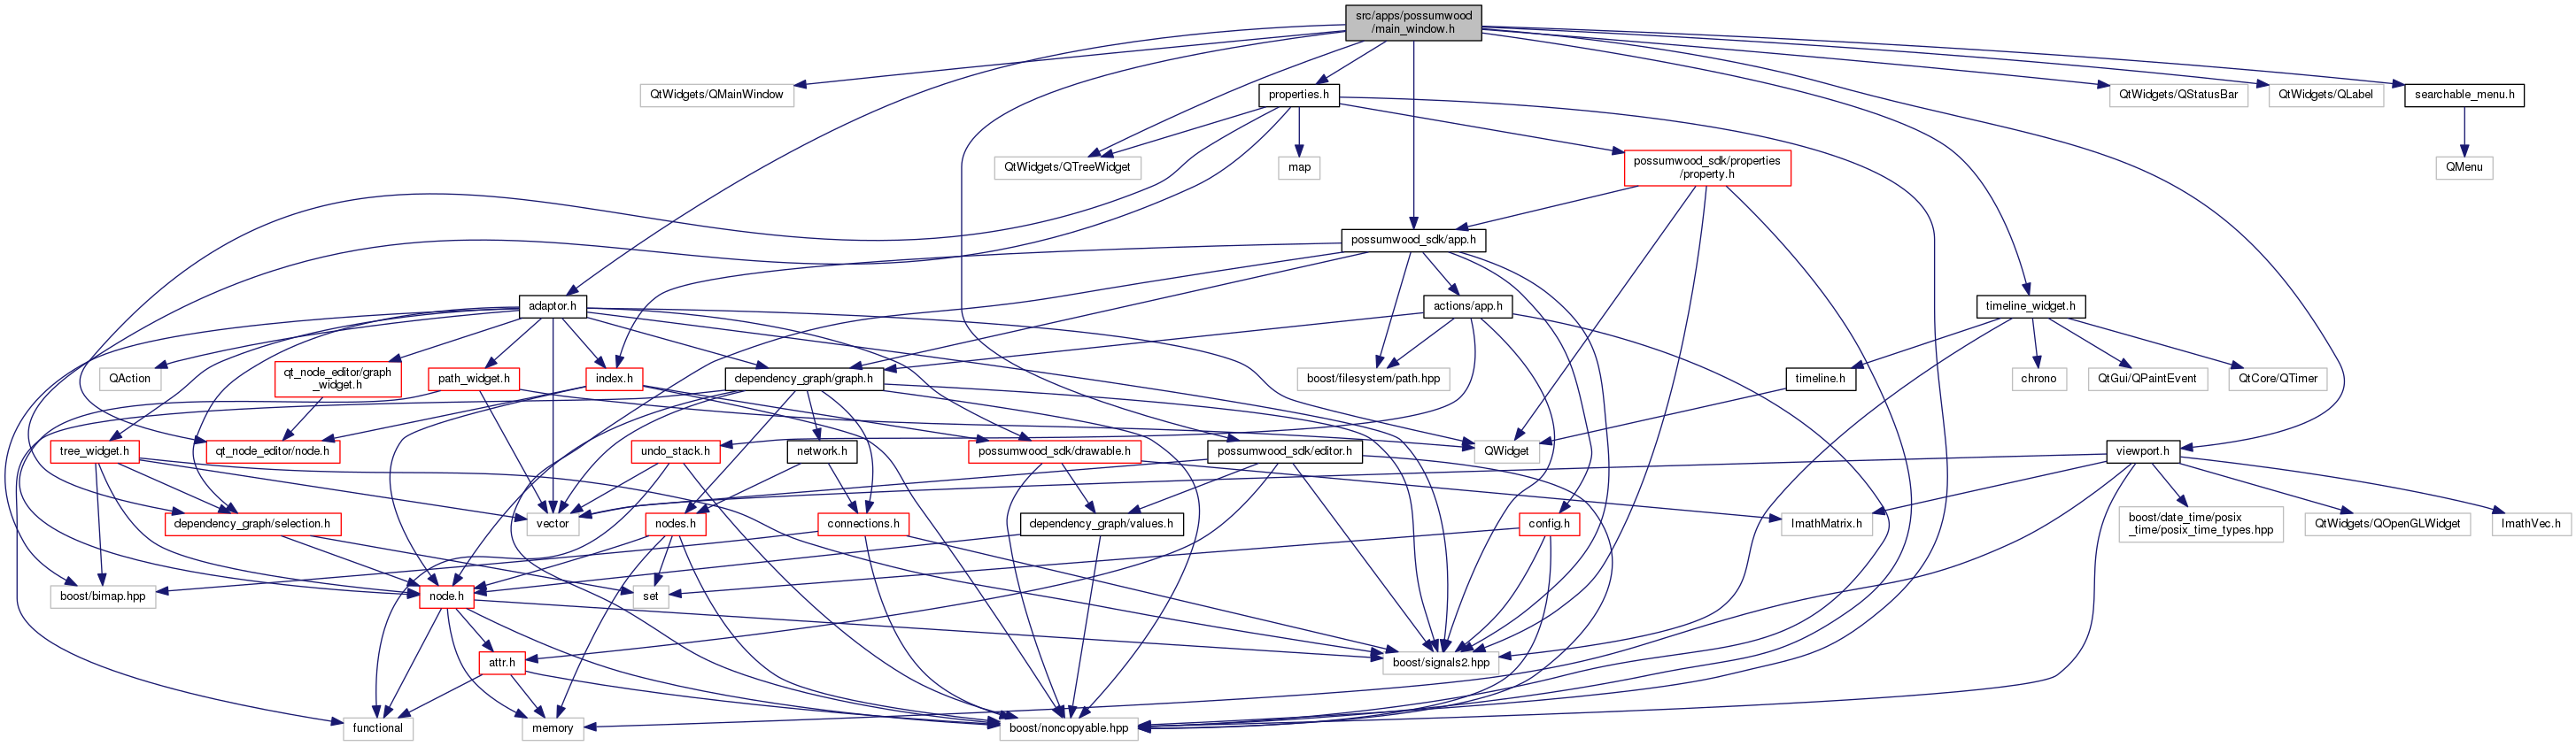 src/apps/possumwood
/main_window.h
QtWidgets/QMainWindow
properties.h
QtWidgets/QStatusBar
QtWidgets/QLabel
searchable_menu.h
QtWidgets/QTreeWidget
map
possumwood_sdk/properties
/property.h
QMenu
possumwood_sdk/app.h
adaptor.h
actions/app.h
timeline_widget.h
QAction
qt_node_editor/graph
_widget.h
path_widget.h
index.h
dependency_graph/graph.h
boost/filesystem/path.hpp
timeline.h
chrono
QtGui/QPaintEvent
QtCore/QTimer
tree_widget.h
qt_node_editor/node.h
undo_stack.h
network.h
possumwood_sdk/drawable.h
possumwood_sdk/editor.h
QWidget
viewport.h
dependency_graph/selection.h
vector
nodes.h
connections.h
dependency_graph/values.h
config.h
ImathMatrix.h
boost/date_time/posix
_time/posix_time_types.hpp
QtWidgets/QOpenGLWidget
ImathVec.h
boost/bimap.hpp
node.h
set
attr.h
boost/signals2.hpp
functional
memory
boost/noncopyable.hpp